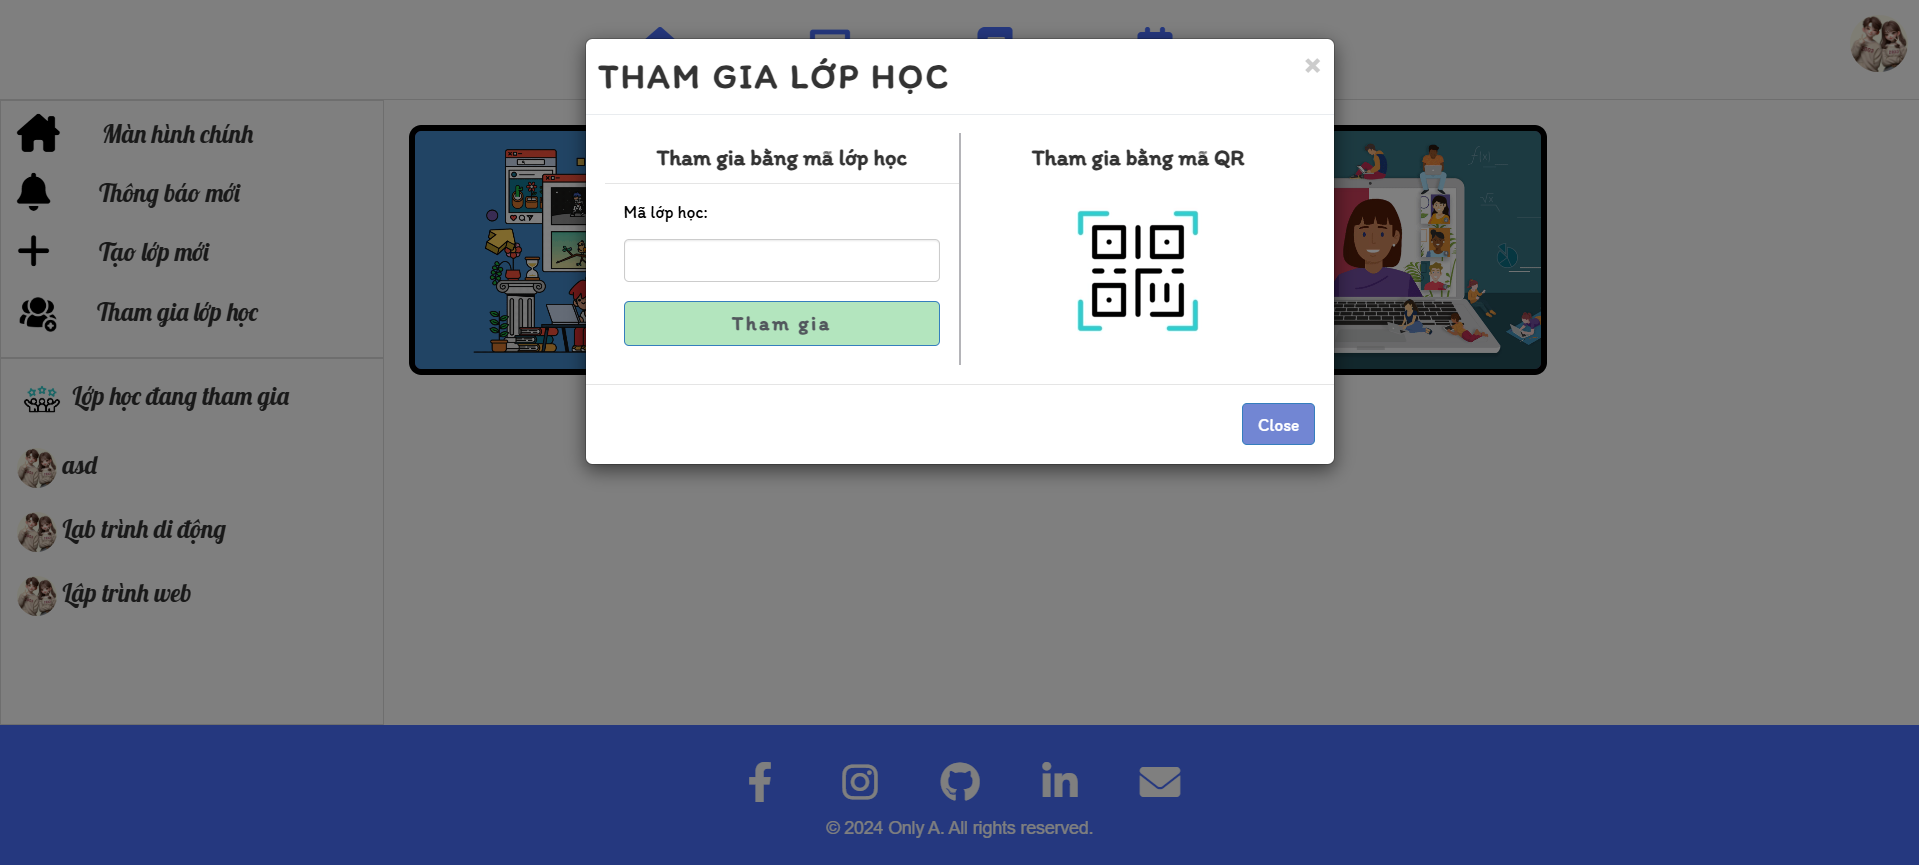 THAM GIA LỚP HỌC
×
Tham gia bằng mã lớp học
Mã lớp học:
Tham gia
Tham gia bằng mã QR
Close
Màn hình chính
Thông báo mới
Tạo lớp mới
Tham gia lớp học
Lớp học đang tham gia
asd
Lab trình di động
Lập trình web
© 2024 Only A. All rights reserved.